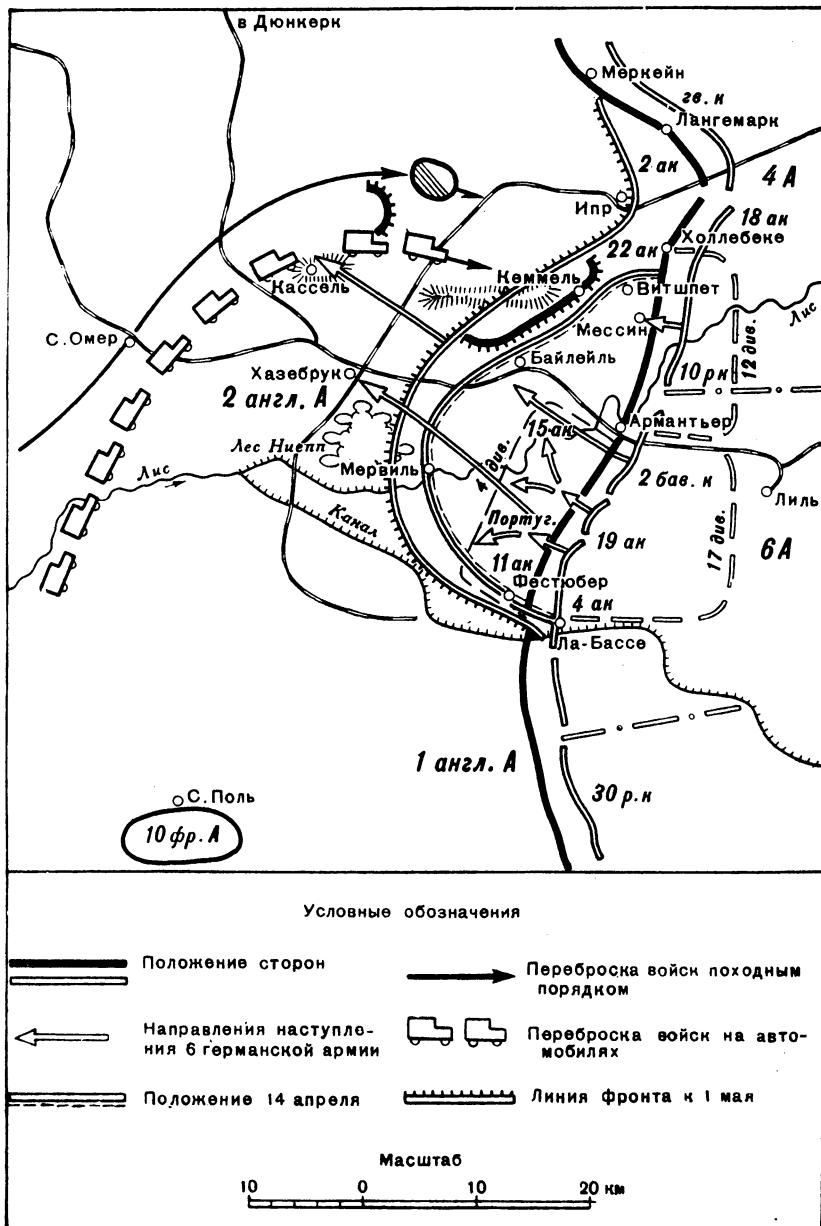 в Дюнкерк
Меркейн
гв. к
Лангемарк
2 ак
4 А
Ипр
18 ак
22 ак
Холлебеке
Кассель
Кеммель
Витшпет
Мессин
Лис
С. Омер
Байлейль
10 рк
12 див.
Хазебрук
2 англ. А
Армантьер
15 ак
Лес Ниепп
Лис
Мервиль
4 див.
2 бав. к
Лиль
Канал
Португ.
19 ак
17 див.
6 А
11 ак
Фестюбер
4 ак
Ла-Бассе
1 англ. А
30 р.к
С. Поль
10 фр. А
Условные обозначения
Положение сторон
Переброска войск походным
порядком
Направления наступле-
ния 6 германской армии
Переброска войск на авто-
мобилях
Положение 14 апреля
Линия фронта к 1 мая
Масштаб
10 0 10 20 км